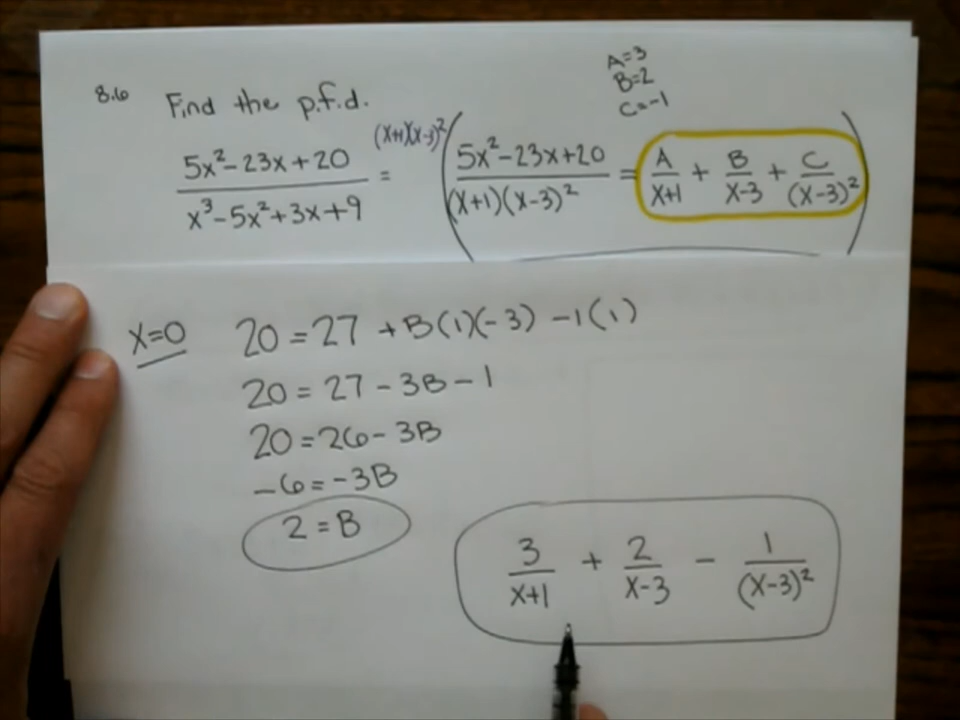 A=3
B=2
C=-1
8.6 Find the p.f.d.
(5x²-23x+20)/(x³-5x²+3x+9) = (x+1)(x-3)² ( (5x²-23x+20)/((x+1)(x-3)²) = A/(x+1) + B/(x-3) + C/(x-3)² )
x=0 20=27+B(1)(-3)-1(1)
20=27-3B-1
20=26-3B
-6=-3B
2=B
3/(x+1) + 2/(x-3) - 1/(x-3)²